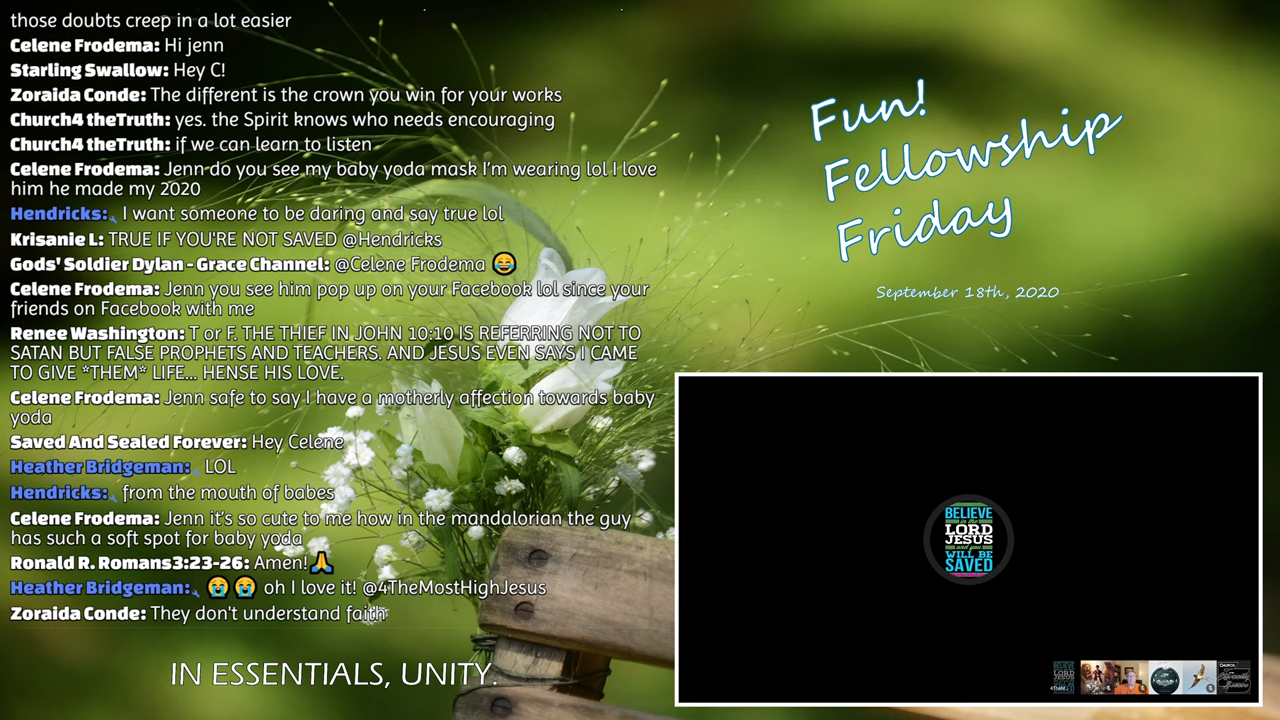 those doubts creep in a lot easier
Celene Frodema: Hi jenn
Starling Swallow: Hey C!
Zoraida Conde: The different is the crown you win for your works
Church4 theTruth: yes. the Spirit knows who needs encouraging
Church4 theTruth: if we can learn to listen
Celene Frodema: Jenn do you see my baby yoda mask I'm wearing lol I love
him he made my 2020
Hendricks: I want someone to be daring and say true lol
Krisanie L: TRUE IF YOU'RE NOT SAVED @Hendricks
Gods' Soldier Dylan - Grace Channel: @Celene Frodema 😂
Celene Frodema: Jenn you see him pop up on your Facebook lol since your
friends on Facebook with me
Renee Washington: T or F. THE THIEF IN JOHN 10:10 IS REFERRING NOT TO
SATAN BUT FALSE PROPHETS AND TEACHERS. AND JESUS EVEN SAYS I CAME
TO GIVE *THEM* LIFE... HENSE HIS LOVE.
Celene Frodema: Jenn safe to say I have a motherly affection towards baby
yoda
Saved And Sealed Forever: Hey Celene
Heather Bridgeman: LOL
Hendricks: from the mouth of babes
Celene Frodema: Jenn it's so cute to me how in the mandalorian the guy
has such a soft spot for baby yoda
Ronald R. Romans3:23-26: Amen!🙏
Heather Bridgeman: 😭 😭 oh I love it! @4TheMostHighJesus
Zoraida Conde: They don't understand faith
IN ESSENTIALS, UNITY.
Fun!
Fellowship
Friday
September 18th, 2020
BELIEVE
in the
LORD
JESUS
and you
WILL BE
SAVED